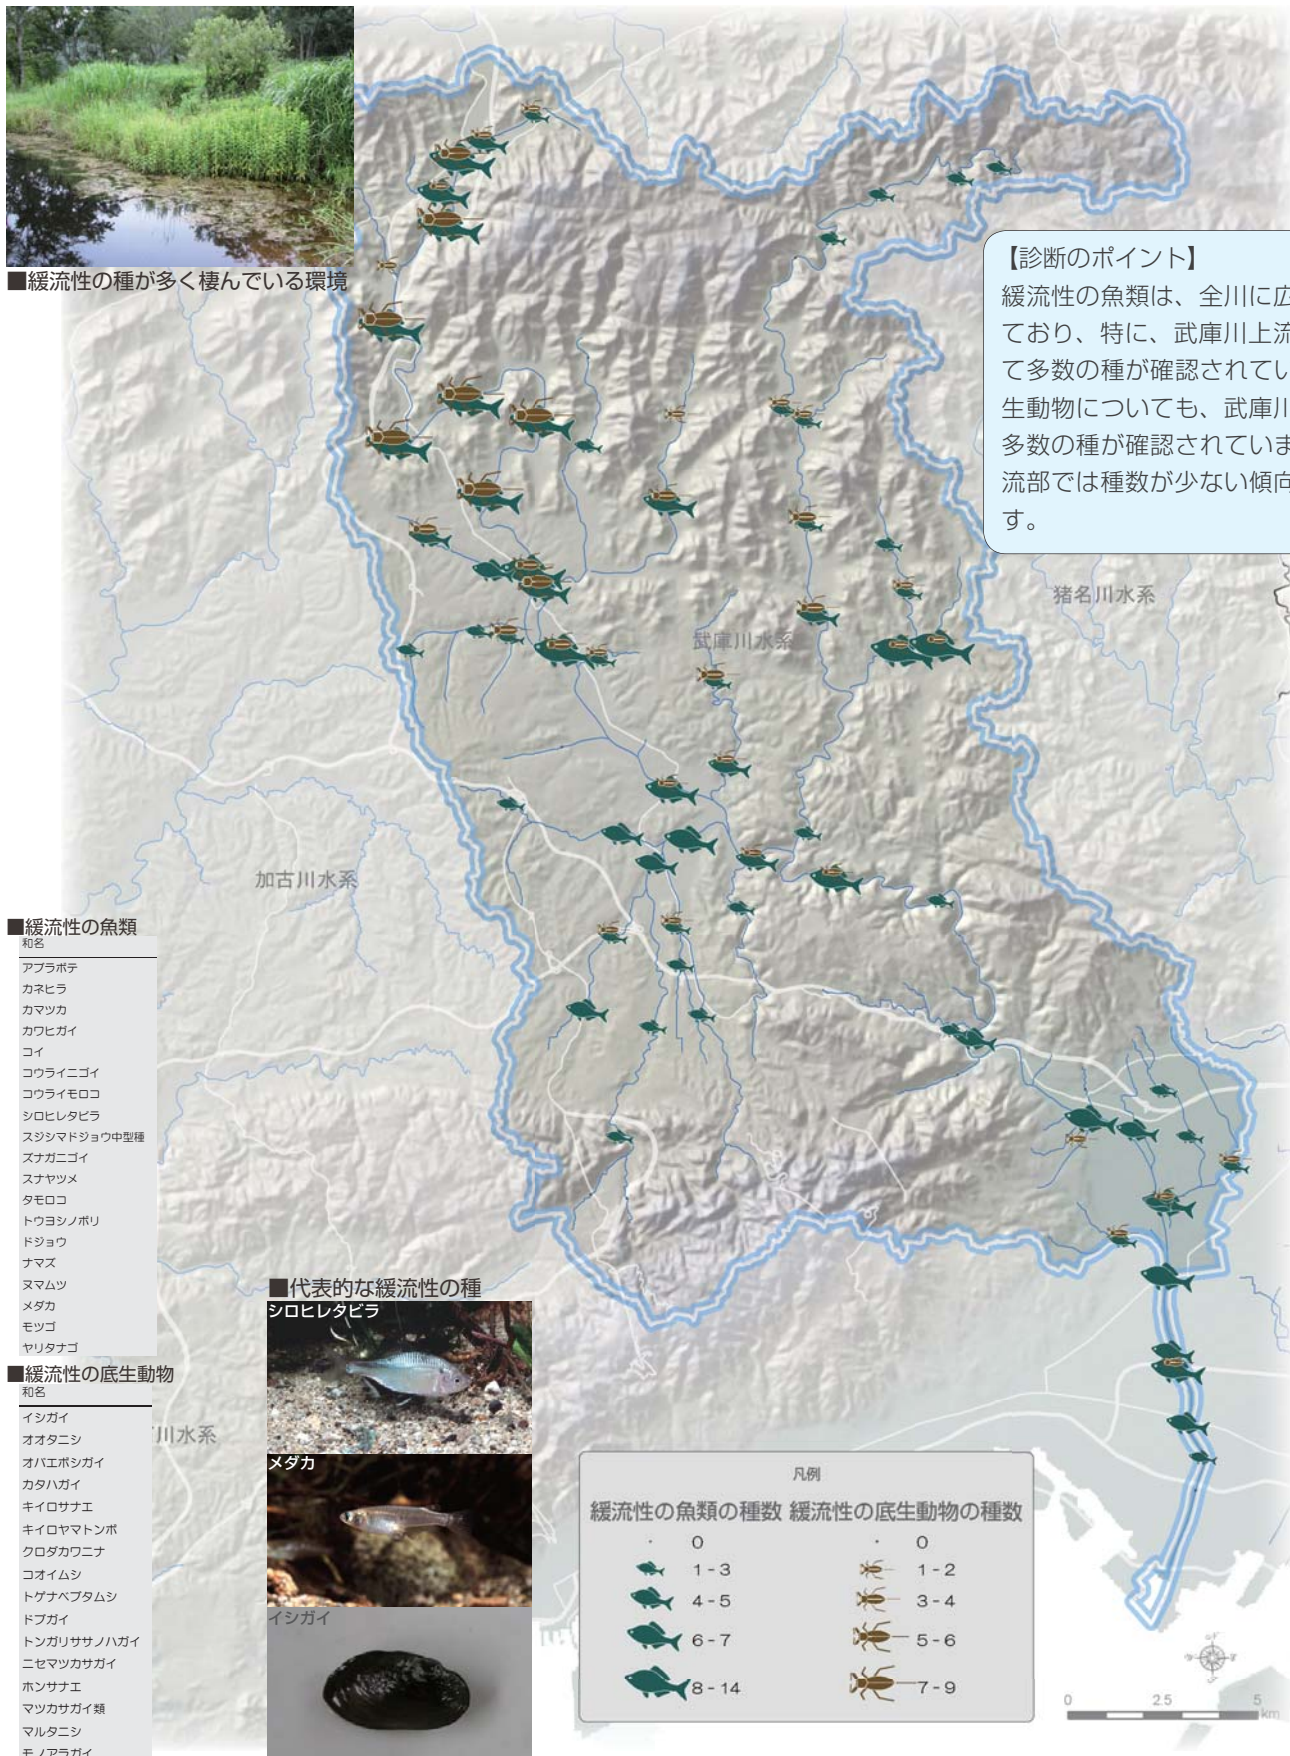 ■緩流性の種が多く棲んでいる環境
【診断のポイント】
緩流性の魚類は、全川に広
ており、特に、武庫川上流
て多数の種が確認されてい
生動物についても、武庫川
多数の種が確認されていま
流部では種数が少ない傾向
す。
猪名川水系
武庫川水系
加古川水系
■緩流性の魚類
和名
アブラボテ
カネヒラ
カマツカ
カワヒガイ
コイ
コウライニゴイ
コウライモロコ
シロヒレタビラ
スジシマドジョウ中型種
ズナガニゴイ
スナヤツメ
タモロコ
トウヨシノボリ
ドジョウ
ナマズ
ヌマムツ
メダカ
モツゴ
ヤリタナゴ
■緩流性の底生動物
和名
イシガイ
オオタニシ
オバエボシガイ
カタハガイ
キイロサナエ
キイロヤマトンボ
クロダカワニナ
コオイムシ
トゲナベブタムシ
ドブガイ
トンガリササノハガイ
ニセマツカサガイ
ホンサナエ
マツカサガイ類
マルタニシ
モノアラガイ
川水系
■代表的な緩流性の種
シロヒレタビラ
メダカ
イシガイ
凡例
緩流性の魚類の種数 緩流性の底生動物の種数
0 0
1-3 1-2
4-5 3-4
6-7 5-6
8-14 7-9
0 2.5 5
km